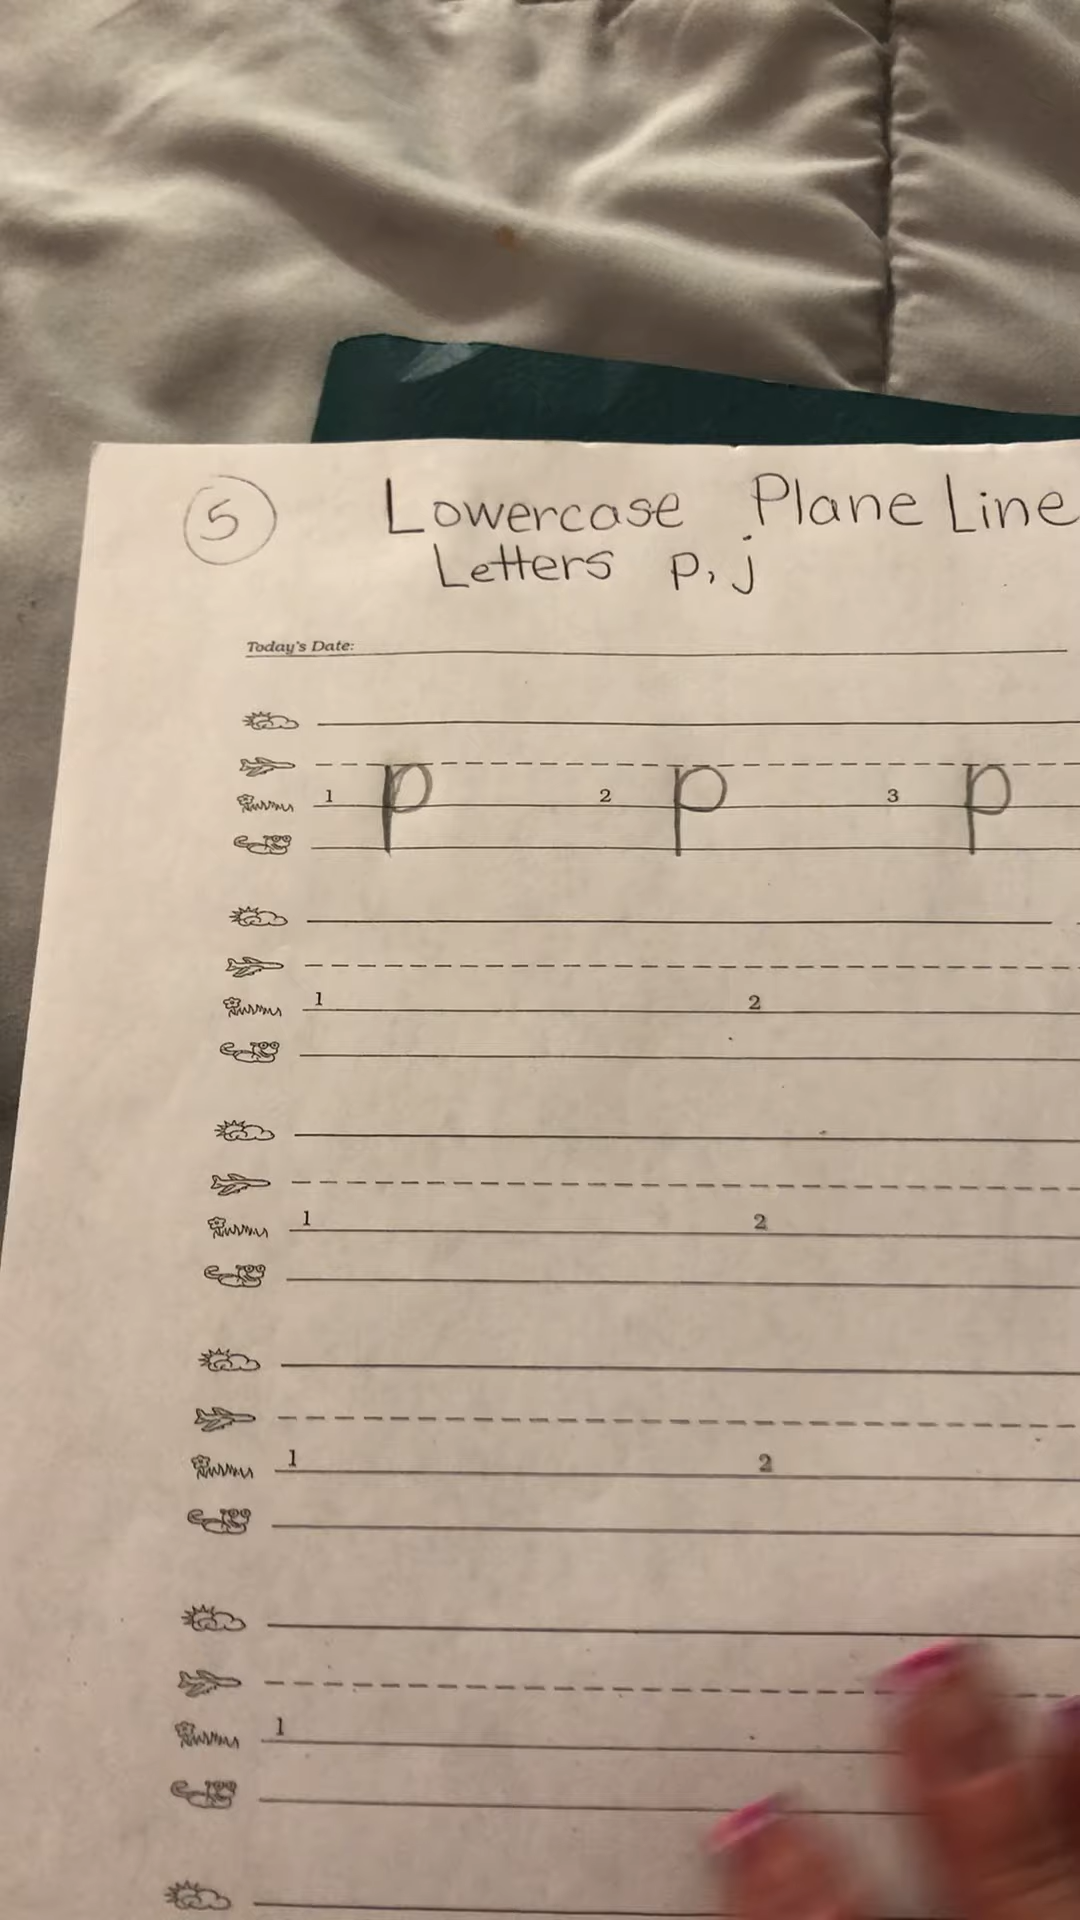 5 Lowercase Plane Line
Letters p, j
Today's Date:
1 p 2 p 3 p
1 2
1 2
1 2
1